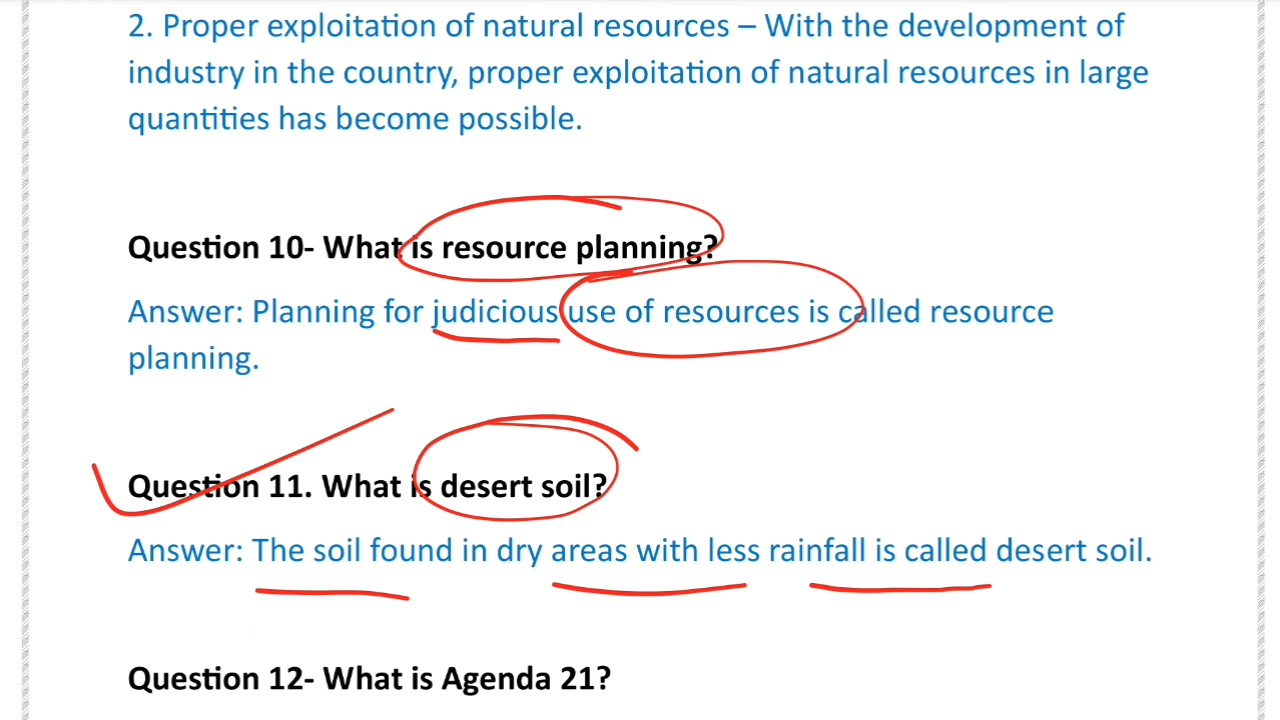 2. Proper exploitation of natural resources – With the development of
industry in the country, proper exploitation of natural resources in large
quantities has become possible.
Question 10- What is resource planning?
Answer: Planning for judicious use of resources is called resource
planning.
Question 11. What is desert soil?
Answer: The soil found in dry areas with less rainfall is called desert soil.
Question 12- What is Agenda 21?